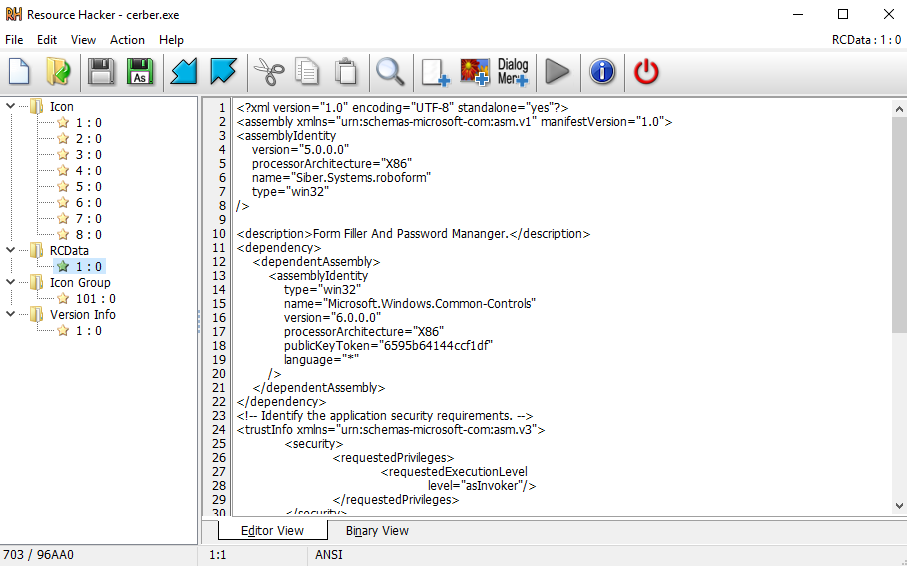 Resource Hacker - cerber.exe
File Edit View Action Help RCData : 1 : 0
As
Dialog
Menu
Icon
1 : 0
2 : 0
3 : 0
4 : 0
5 : 0
6 : 0
7 : 0
8 : 0
RCData
1 : 0
Icon Group
101 : 0
Version Info
1 : 0
1 <?xml version="1.0" encoding="UTF-8" standalone="yes"?>
2 <assembly xmlns="urn:schemas-microsoft-com:asm.v1" manifestVersion="1.0">
3 <assemblyIdentity
4 version="5.0.0.0"
5 processorArchitecture="X86"
6 name="Siber.Systems.roboform"
7 type="win32"
8 />
9
10 <description>Form Filler And Password Mananger.</description>
11 <dependency>
12 <dependentAssembly>
13 <assemblyIdentity
14 type="win32"
15 name="Microsoft.Windows.Common-Controls"
16 version="6.0.0.0"
17 processorArchitecture="X86"
18 publicKeyToken="6595b64144ccf1df"
19 language="*"
20 />
21 </dependentAssembly>
22 </dependency>
23 <!-- Identify the application security requirements. -->
24 <trustInfo xmlns="urn:schemas-microsoft-com:asm.v3">
25 <security>
26 <requestedPrivileges>
27 <requestedExecutionLevel
28 level="asInvoker"/>
29 </requestedPrivileges>
30 </security>
Editor View Binary View
703 / 96AA0 1:1 ANSI